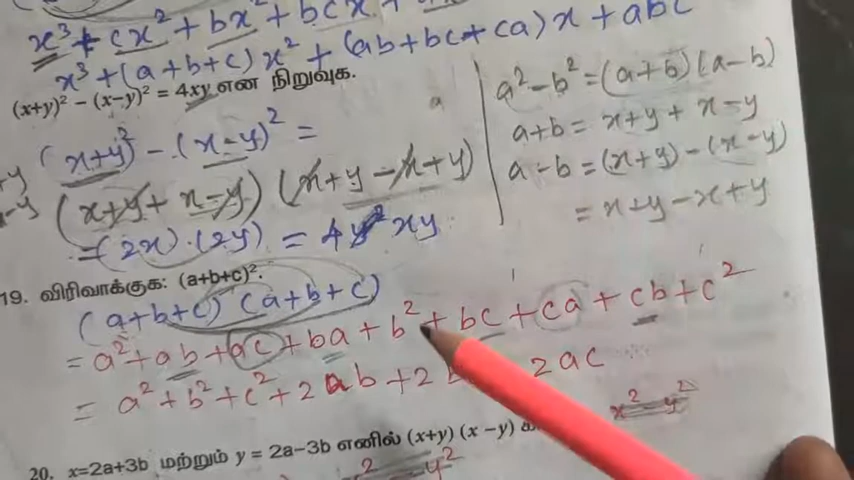 x³ + cx² + bx² + bcx +
x³ + (a+b+c) x² + (ab+bc+ca) x + abc
(x+y)² – (x–y)² = 4xy என நிறுவுக.
(x+y)² – (x–y)² =
(x+y + x–y) (x+y – x+y)
=(2x)·(2y) = 4xy
a² – b² = (a+b)(a–b)
a+b = x+y + x–y
a–b = (x+y) – (x–y)
= x+y – x+y
19. விரிவாக்குக: (a+b+c)².
(a+b+c) (a+b+c)
= a² + ab + ac + ba + b² + bc + ca + cb + c²
= a² + b² + c² + 2ab + 2 2ac
x² – y²
20. x=2a+3b மற்றும் y = 2a–3b எனில் (x+y) (x –y)